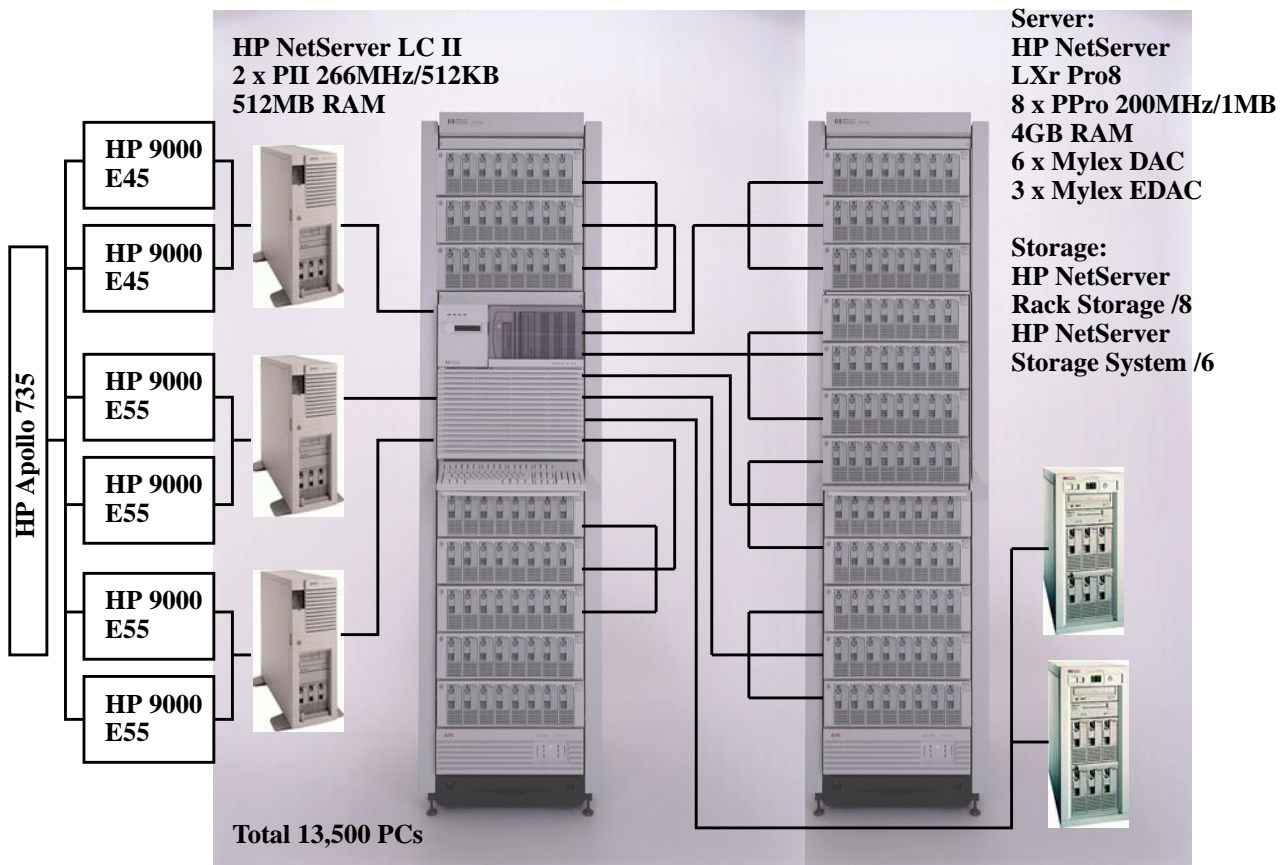 HP NetServer LC II
2 x PII 266MHz/512KB
512MB RAM
Server:
HP NetServer
LXr Pro8
8 x PPro 200MHz/1MB
4GB RAM
6 x Mylex DAC
3 x Mylex EDAC
Storage:
HP NetServer
Rack Storage /8
HP NetServer
Storage System /6
HP Apollo 735
HP 9000
E45
HP 9000
E45
HP 9000
E55
HP 9000
E55
HP 9000
E55
HP 9000
E55
APC
APC
Total 13,500 PCs